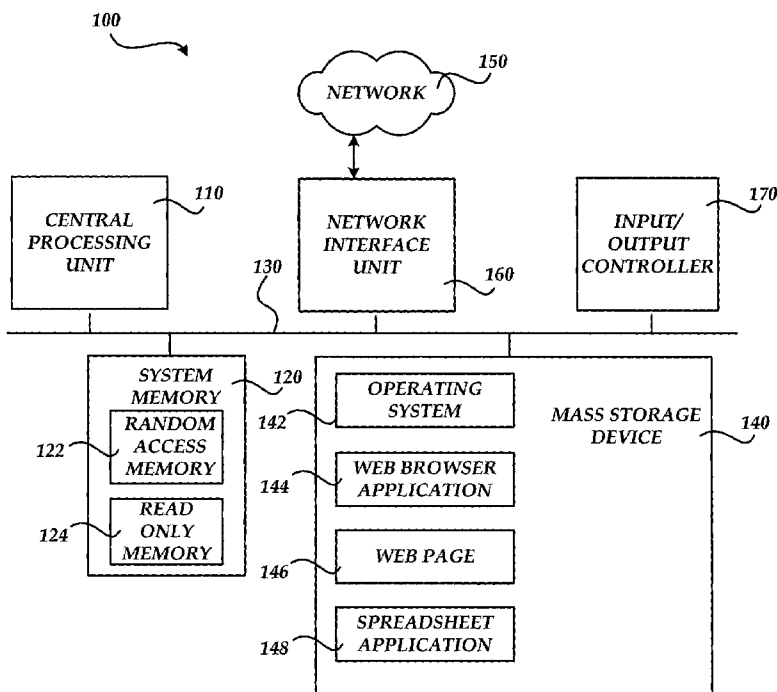 100
150
NETWORK
110
CENTRAL
PROCESSING
UNIT
NETWORK
INTERFACE
UNIT
160
170
INPUT/
OUTPUT
CONTROLLER
130
120
SYSTEM
MEMORY
122
RANDOM
ACCESS
MEMORY
124
READ
ONLY
MEMORY
142
OPERATING
SYSTEM
MASS STORAGE
DEVICE
140
144
WEB BROWSER
APPLICATION
146
WEB PAGE
148
SPREADSHEET
APPLICATION